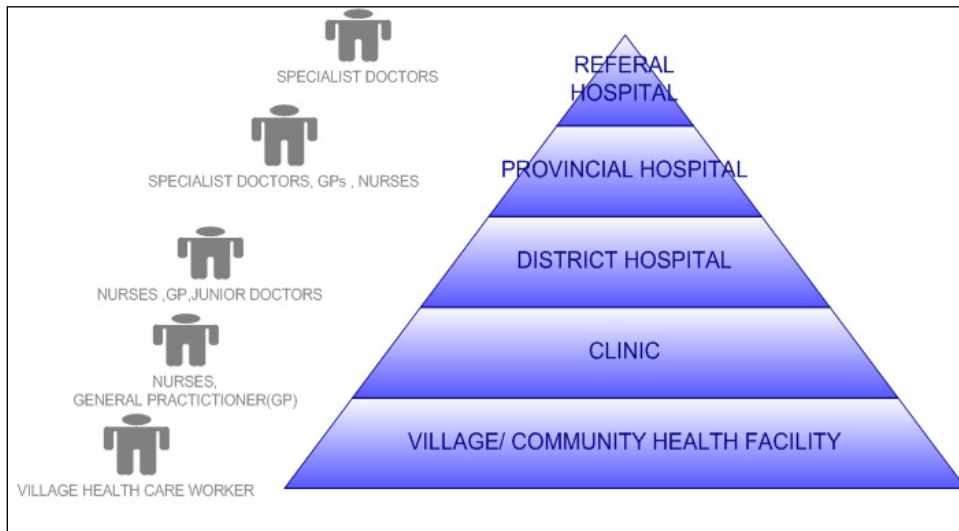 SPECIALIST DOCTORS
REFERAL
HOSPITAL
SPECIALIST DOCTORS, GPs , NURSES
PROVINCIAL HOSPITAL
NURSES ,GP,JUNIOR DOCTORS
DISTRICT HOSPITAL
NURSES,
GENERAL PRACTICTIONER(GP)
CLINIC
VILLAGE HEALTH CARE WORKER
VILLAGE/ COMMUNITY HEALTH FACILITY